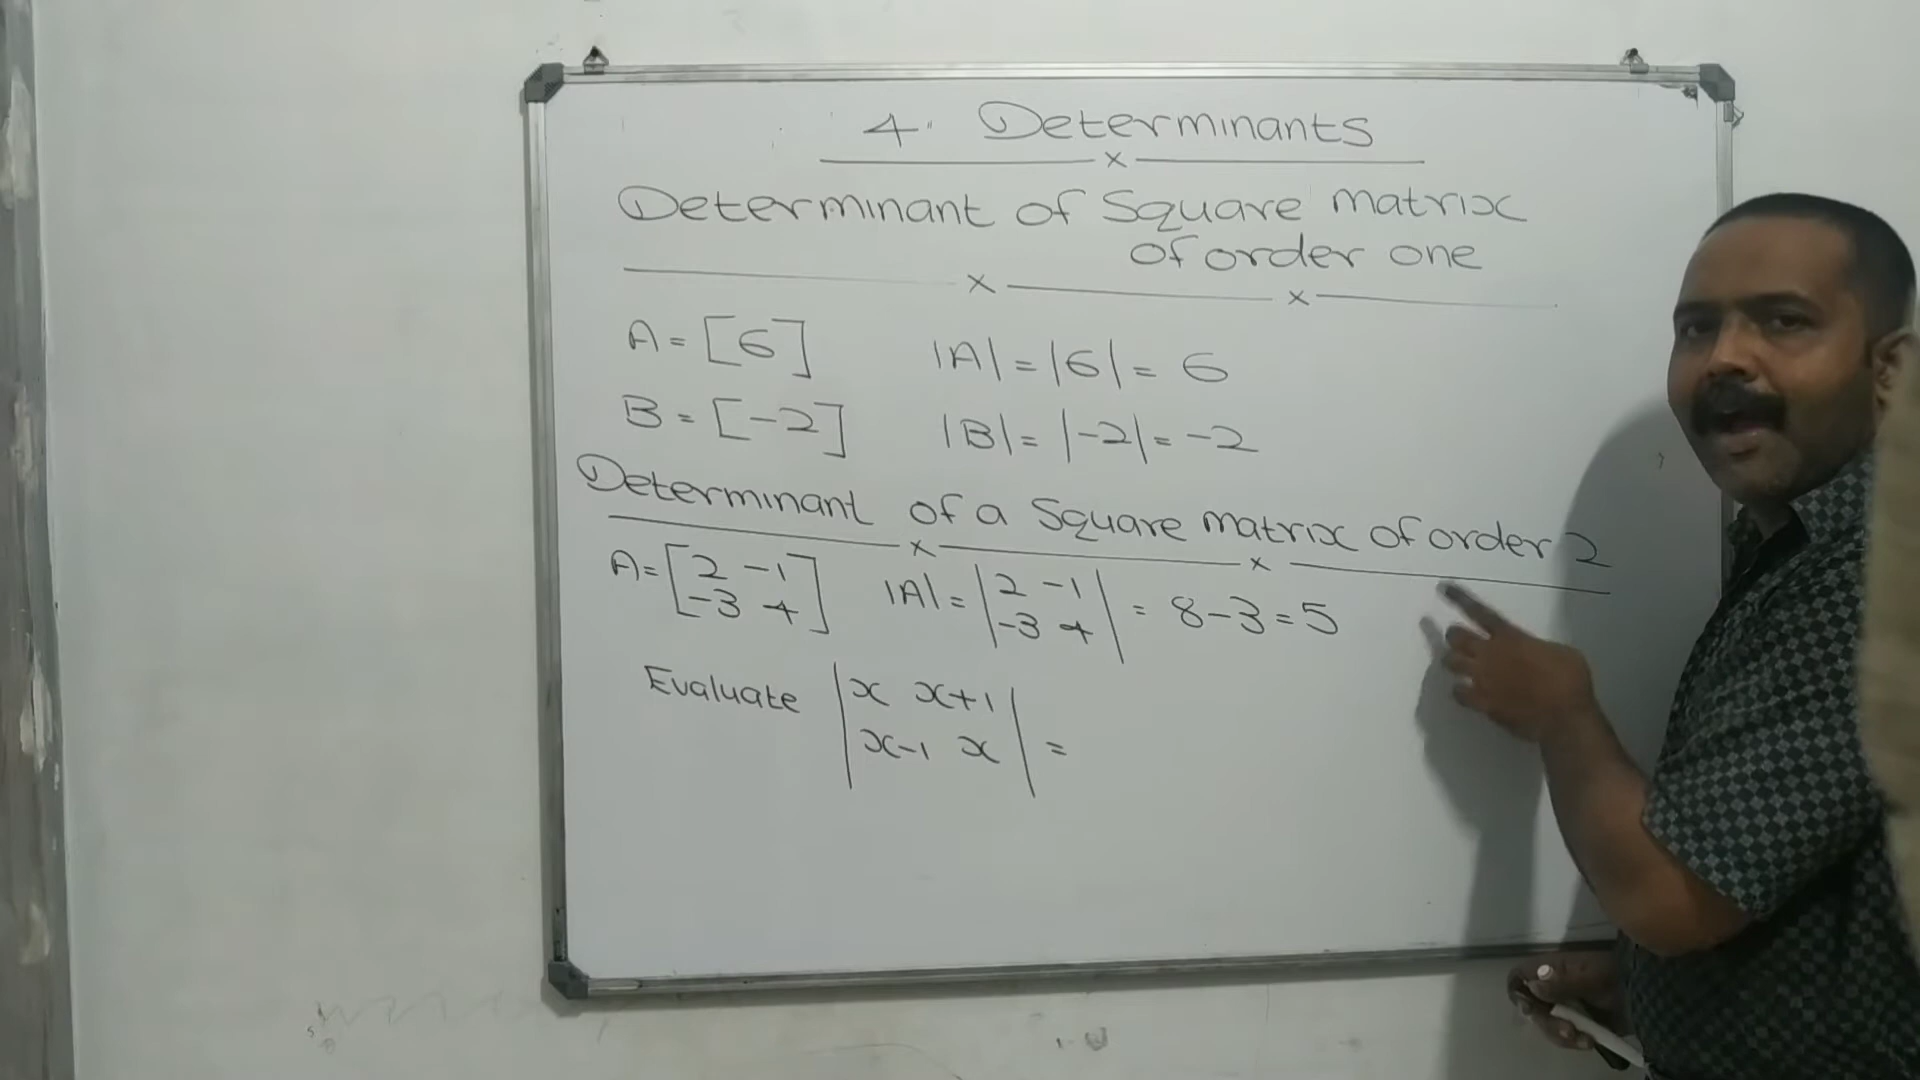 4. Determinants
Determinant of Square matrix
of order one
A = [6] |A| = |6| = 6
B = [-2] |B| = |-2| = -2
Determinant of a Square matrix of order 2
A = [2 -1
-3 4] |A| = |2 -1
-3 4| = 8-3 = 5
Evaluate |x x+1
x-1 x| =